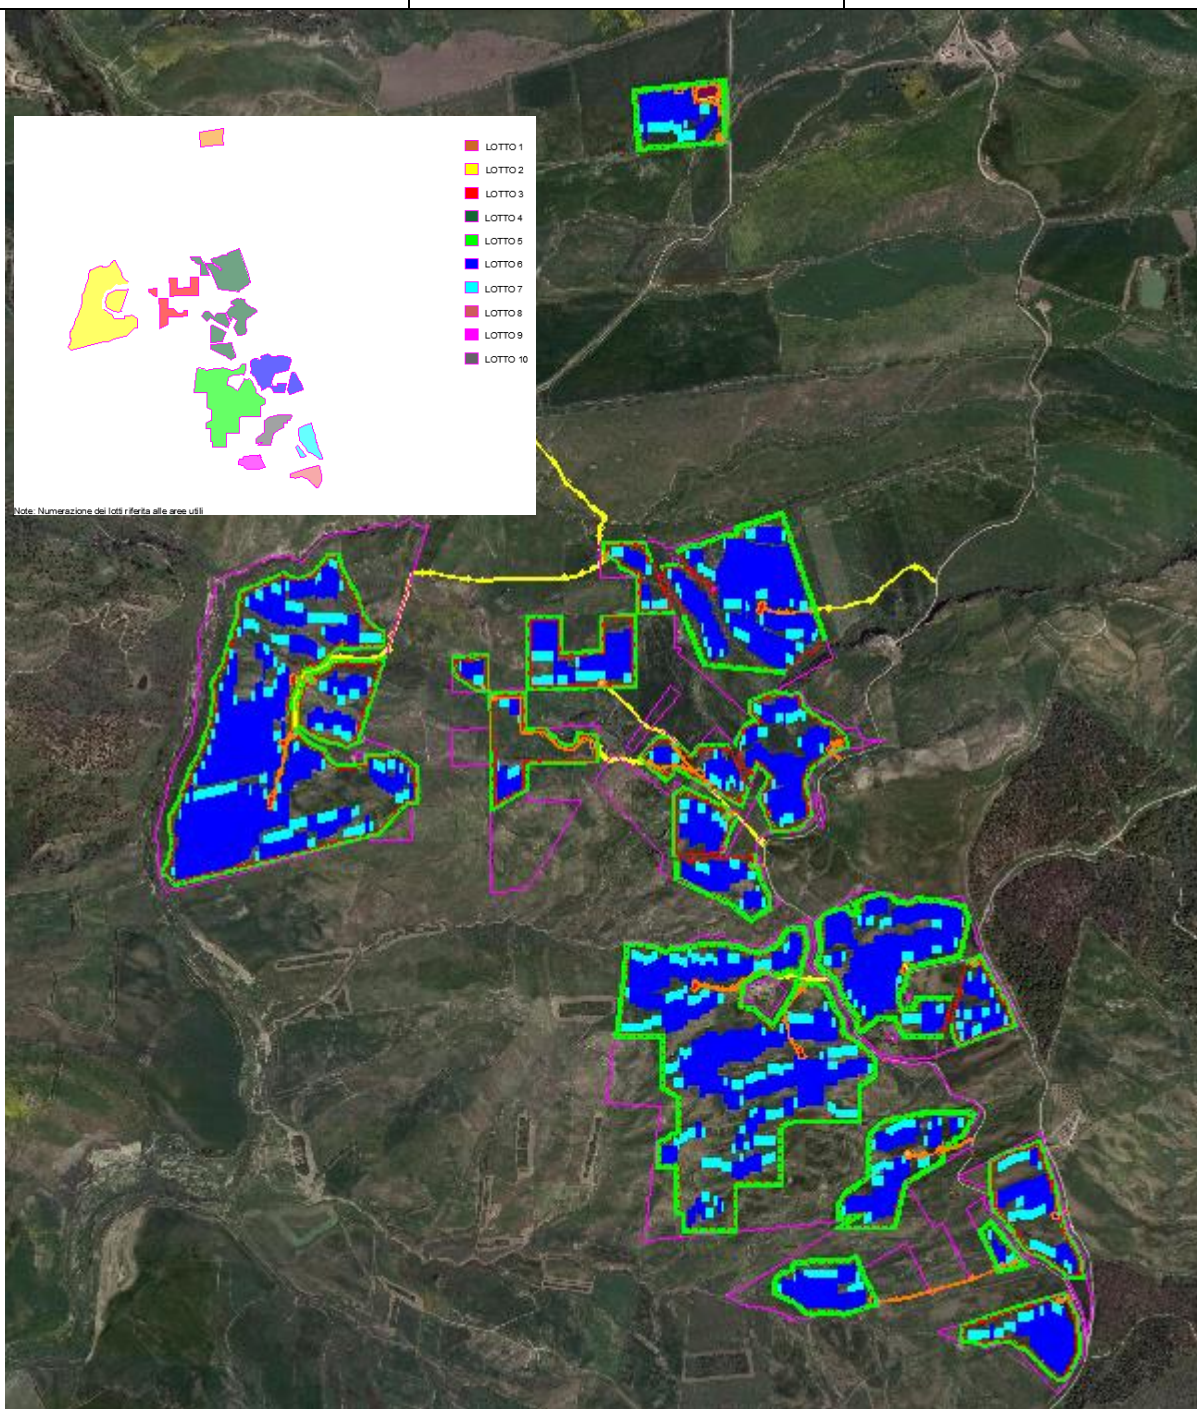 LOTTO 1
LOTTO 2
LOTTO 3
LOTTO 4
LOTTO 5
LOTTO 6
LOTTO 7
LOTTO 8
LOTTO 9
LOTTO 10
Note: Numerazione dei lotti riferita alle aree utili